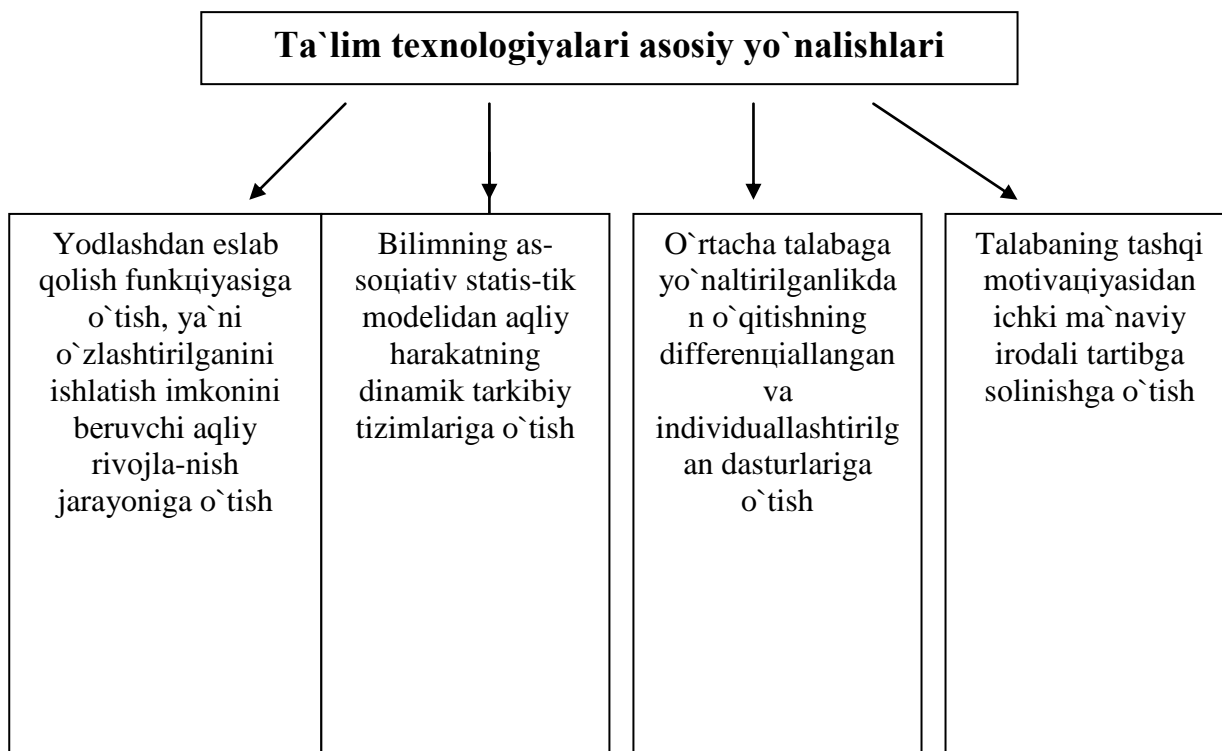 Ta`lim texnologiyalari asosiy yo`nalishlari
Yodlashdan eslab
qolish funkцiyasiga
o`tish, ya`ni
o`zlashtirilganini
ishlatish imkonini
beruvchi aqliy
rivojla-nish
jarayoniga o`tish
Bilimning as-
soцiativ statis-tik
modelidan aqliy
harakatning
dinamik tarkibiy
tizimlariga o`tish
O`rtacha talabaga
yo`naltirilganlikda
n o`qitishning
differenцiallangan
va
individuallashtirilg
an dasturlariga
o`tish
Talabaning tashqi
motivaцiyasidan
ichki ma`naviy
irodali tartibga
solinishga o`tish